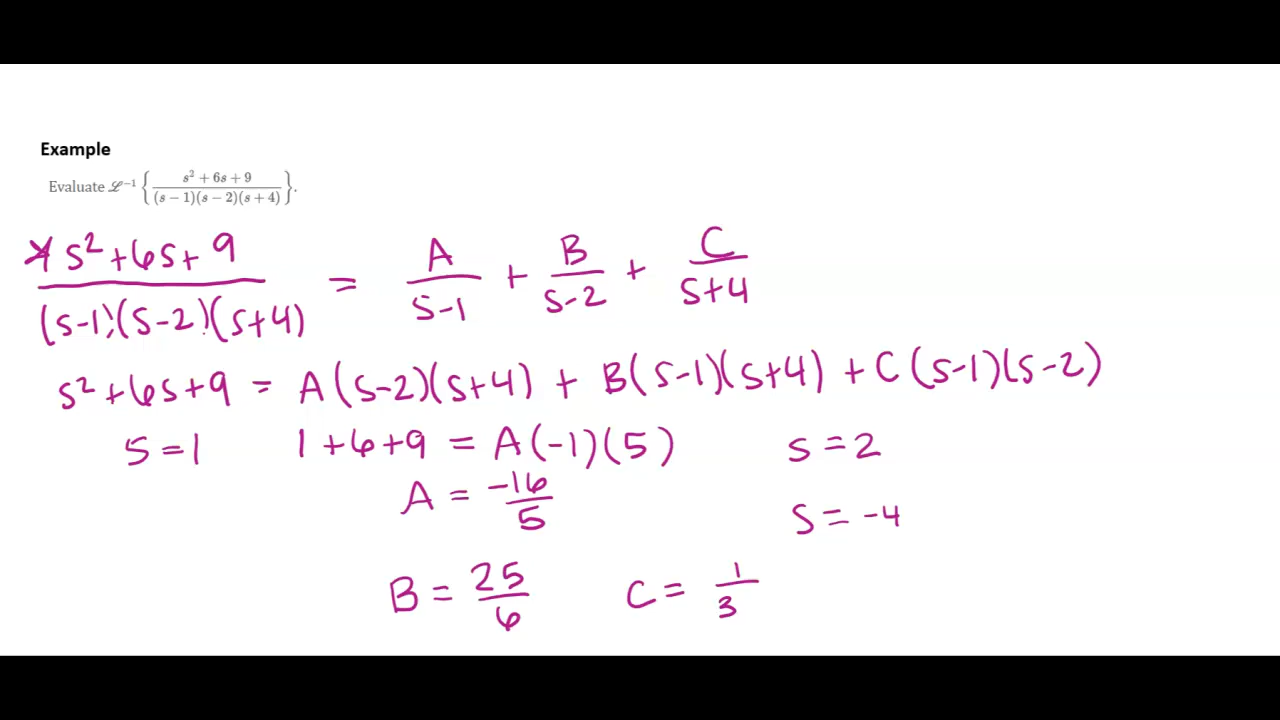 Example
Evaluate ℒ⁻¹ { (s² + 6s + 9) / ((s − 1)(s − 2)(s + 4)) }.
(s² + 6s + 9) / ((s-1)(s-2)(s+4)) = A/(s-1) + B/(s-2) + C/(s+4)
s² + 6s + 9 = A(s-2)(s+4) + B(s-1)(s+4) + C(s-1)(s-2)
s = 1 1 + 6 + 9 = A(-1)(5) s = 2
A = -16/5
s = -4
B = 25/6 C = 1/3